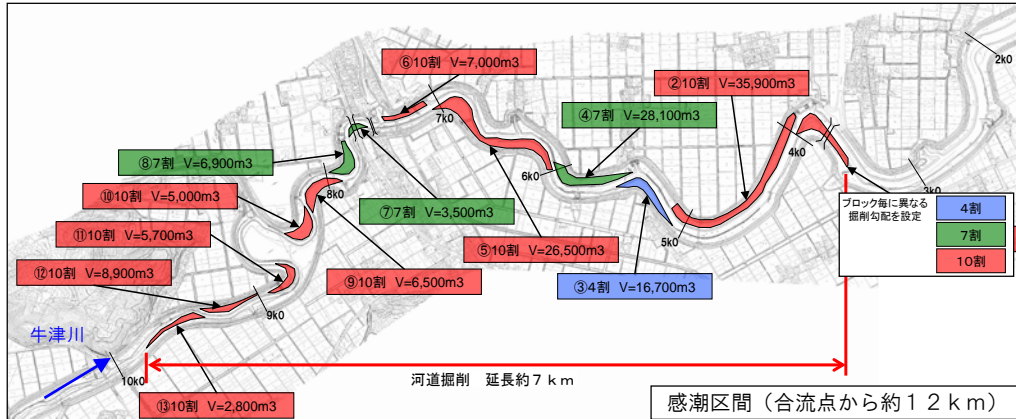 ⑥10割 V=7,000m3
②10割 V=35,900m3
2k0
④7割 V=28,100m3
7k0
⑧7割 V=6,900m3
4k0
6k0
⑩10割 V=5,000m3
8k0
3k0
⑦7割 V=3,500m3
ブロック毎に異なる
掘削勾配を設定
4割
7割
10割
⑪10割 V=5,700m3
5k0
⑤10割 V=26,500m3
⑫10割 V=8,900m3
⑨10割 V=6,500m3
③4割 V=16,700m3
9k0
牛津川
10k0
河道掘削 延長約7km
⑬10割 V=2,800m3
感潮区間(合流点から約12km)